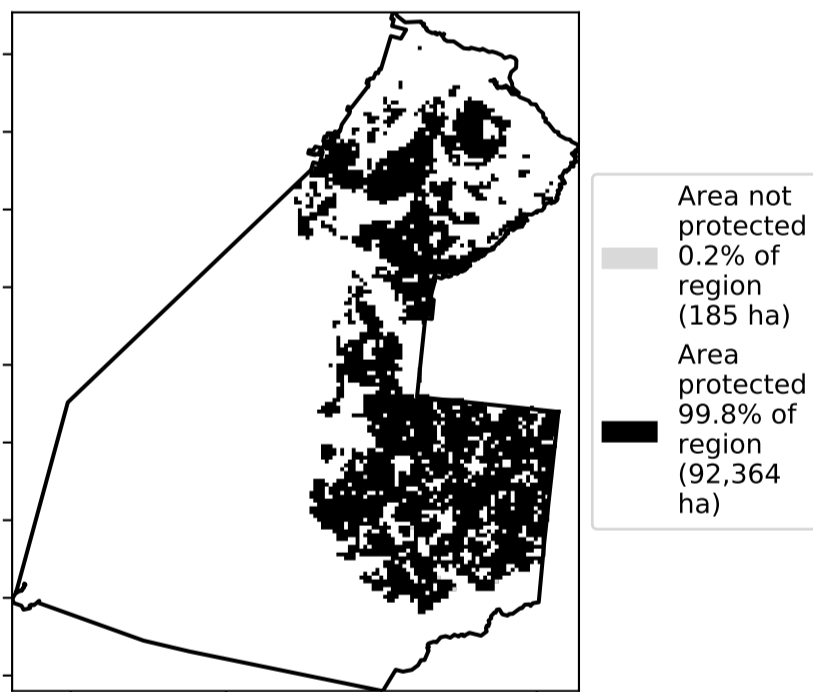 Area not
protected
0.2% of
region
(185 ha)
Area
protected
99.8% of
region
(92,364
ha)